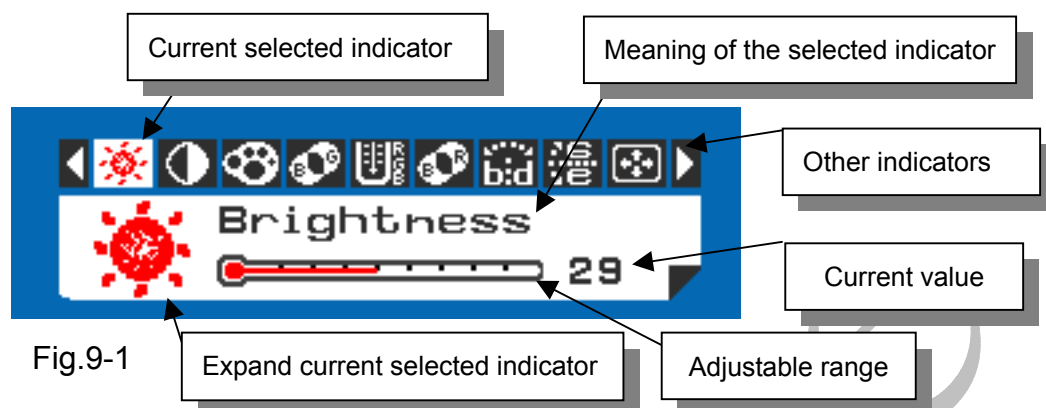 Current selected indicator
Meaning of the selected indicator
B G
R G B
B R
b:d
Other indicators
Brightness
29
Current value
Fig.9-1
Expand current selected indicator
Adjustable range